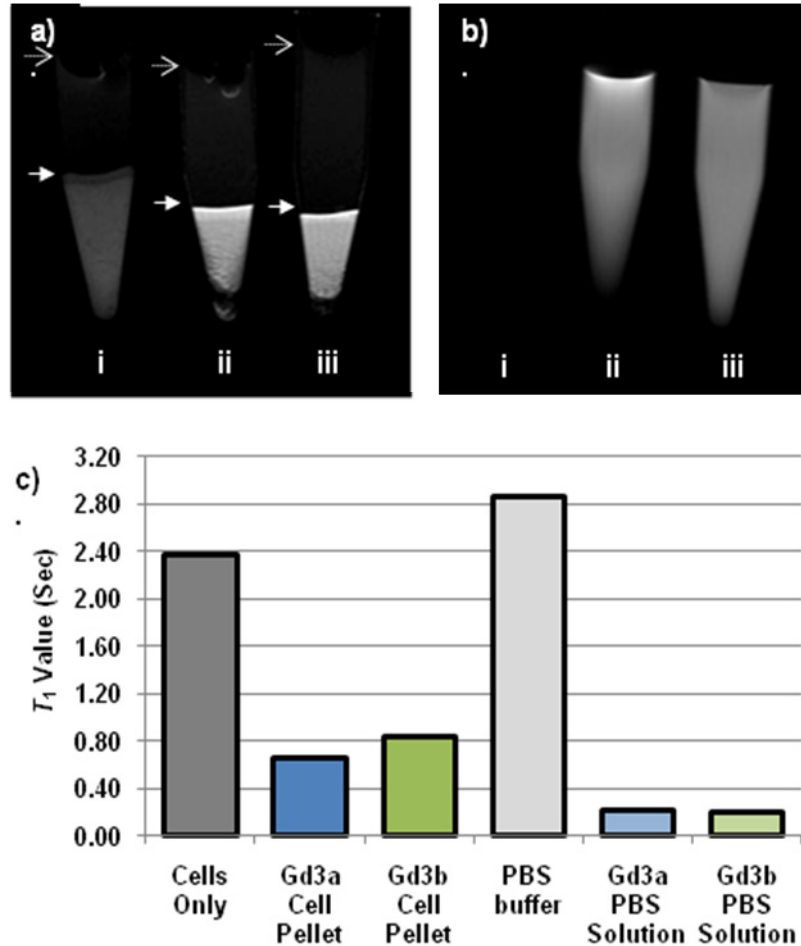 a)
b)
i ii iii
i ii iii
c)
T1 Value (Sec)
3.20
2.80
2.40
2.00
1.60
1.20
0.80
0.40
0.00
Cells Only
Gd3a Cell Pellet
Gd3b Cell Pellet
PBS buffer
Gd3a PBS Solution
Gd3b PBS Solution